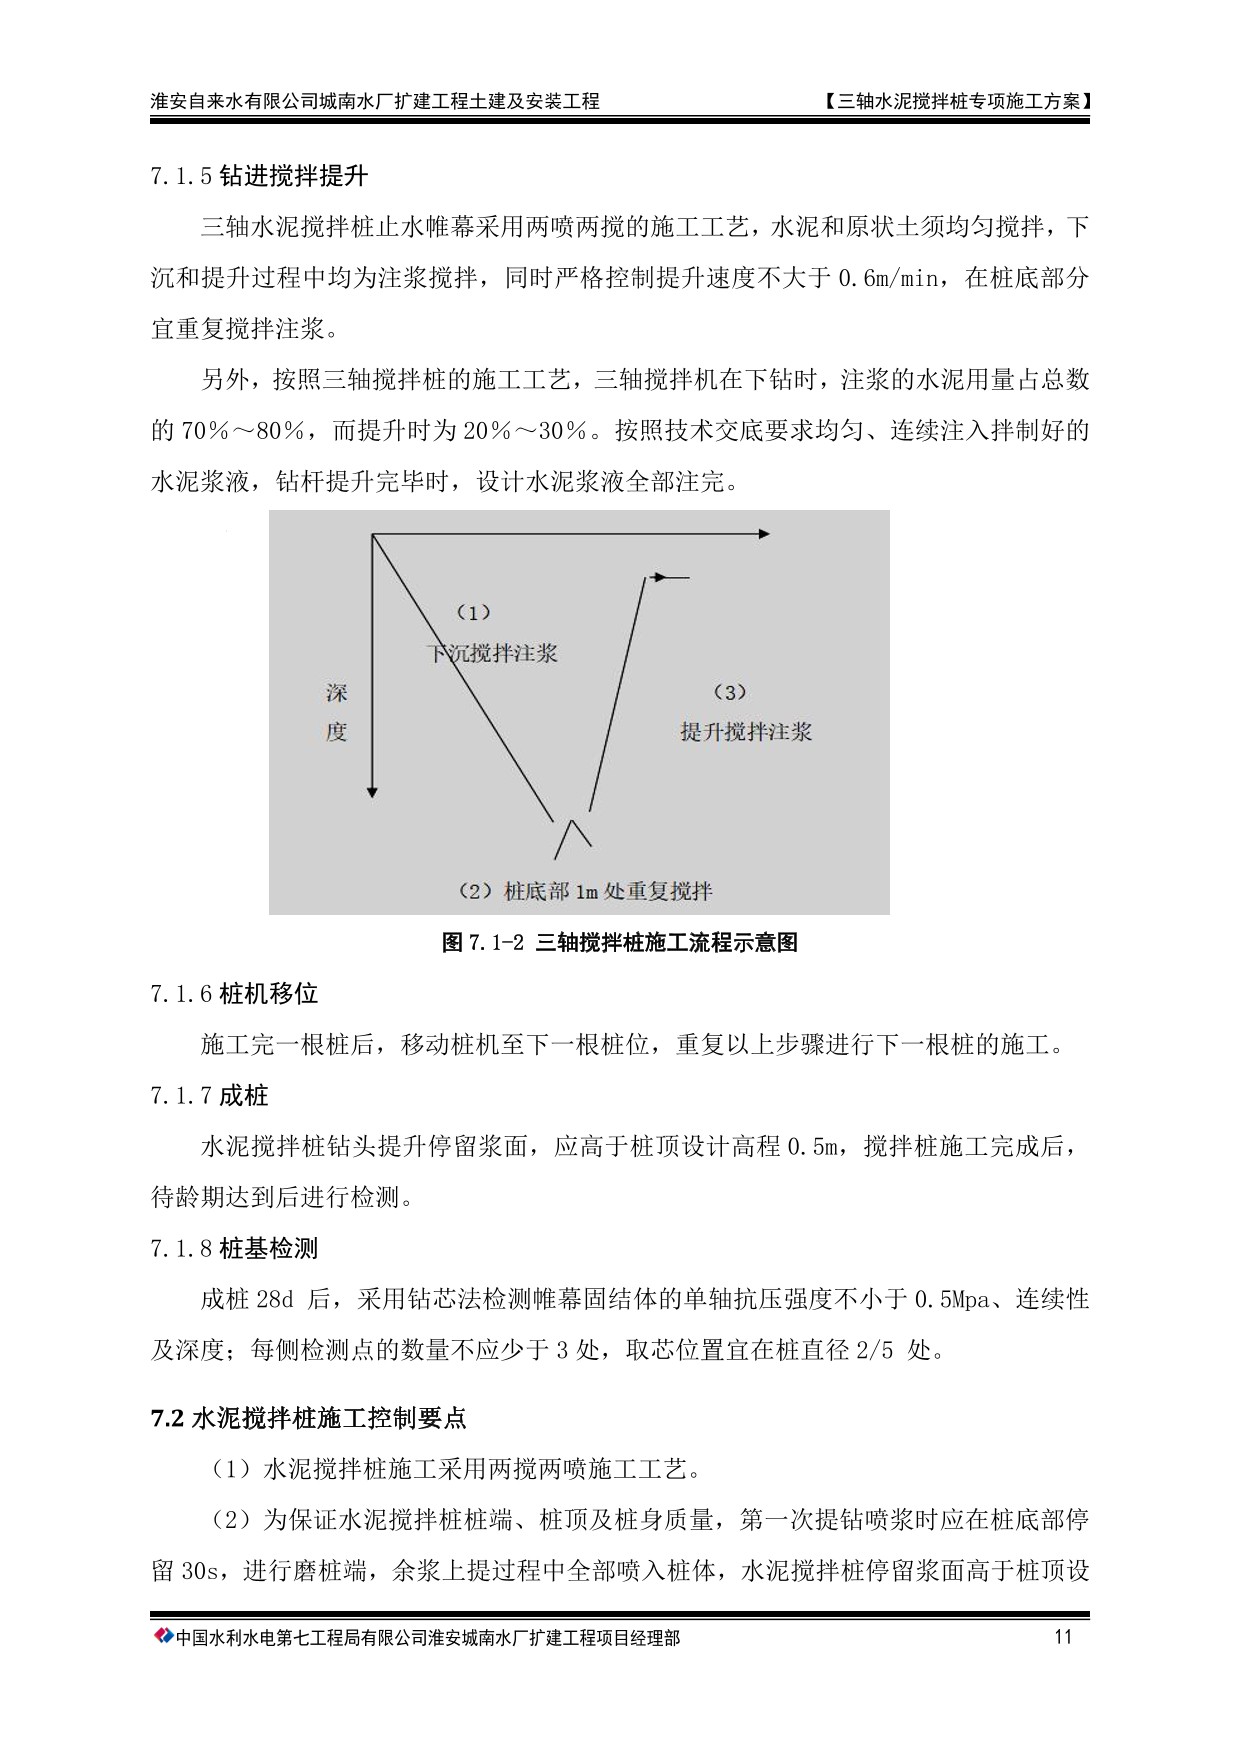 淮安自来水有限公司城南水厂扩建工程土建及安装工程 【三轴水泥搅拌桩专项施工方案】
7.1.5 钻进搅拌提升
三轴水泥搅拌桩止水帷幕采用两喷两搅的施工工艺，水泥和原状土须均匀搅拌，下
沉和提升过程中均为注浆搅拌，同时严格控制提升速度不大于 0.6m/min，在桩底部分
宜重复搅拌注浆。
另外，按照三轴搅拌桩的施工工艺，三轴搅拌机在下钻时，注浆的水泥用量占总数
的 70%～80%，而提升时为 20%～30%。按照技术交底要求均匀、连续注入拌制好的
水泥浆液，钻杆提升完毕时，设计水泥浆液全部注完。
（1）
下沉搅拌注浆
深
度
（3）
提升搅拌注浆
（2）桩底部 1m 处重复搅拌
图 7.1-2 三轴搅拌桩施工流程示意图
7.1.6 桩机移位
施工完一根桩后，移动桩机至下一根桩位，重复以上步骤进行下一根桩的施工。
7.1.7 成桩
水泥搅拌桩钻头提升停留浆面，应高于桩顶设计高程 0.5m，搅拌桩施工完成后，
待龄期达到后进行检测。
7.1.8 桩基检测
成桩 28d 后，采用钻芯法检测帷幕固结体的单轴抗压强度不小于 0.5Mpa、连续性
及深度；每侧检测点的数量不应少于 3 处，取芯位置宜在桩直径 2/5 处。
7.2 水泥搅拌桩施工控制要点
（1）水泥搅拌桩施工采用两搅两喷施工工艺。
（2）为保证水泥搅拌桩桩端、桩顶及桩身质量，第一次提钻喷浆时应在桩底部停
留 30s，进行磨桩端，余浆上提过程中全部喷入桩体，水泥搅拌桩停留浆面高于桩顶设
中国水利水电第七工程局有限公司淮安城南水厂扩建工程项目经理部 11